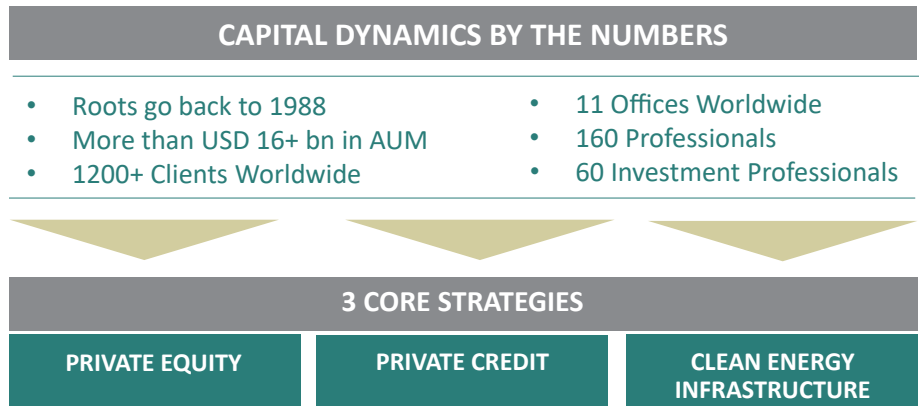 CAPITAL DYNAMICS BY THE NUMBERS
• Roots go back to 1988
• More than USD 16+ bn in AUM
• 1200+ Clients Worldwide
• 11 Offices Worldwide
• 160 Professionals
• 60 Investment Professionals
3 CORE STRATEGIES
PRIVATE EQUITY
PRIVATE CREDIT
CLEAN ENERGY
INFRASTRUCTURE